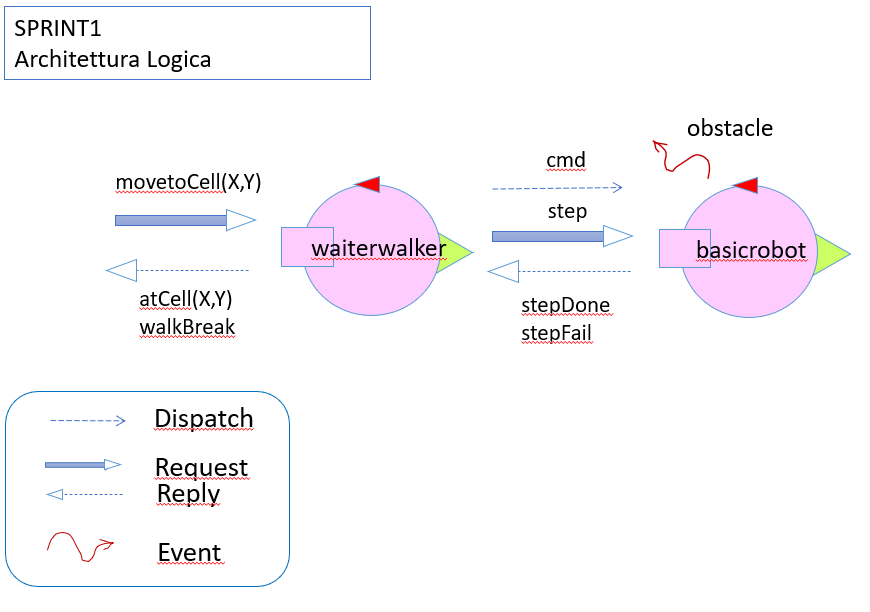 SPRINT1
Architettura Logica
obstacle
cmd
movetoCell(X,Y)
step
waiterwalker
basicrobot
atCell(X,Y)
walkBreak
stepDone
stepFail
Dispatch
Request
Reply
Event